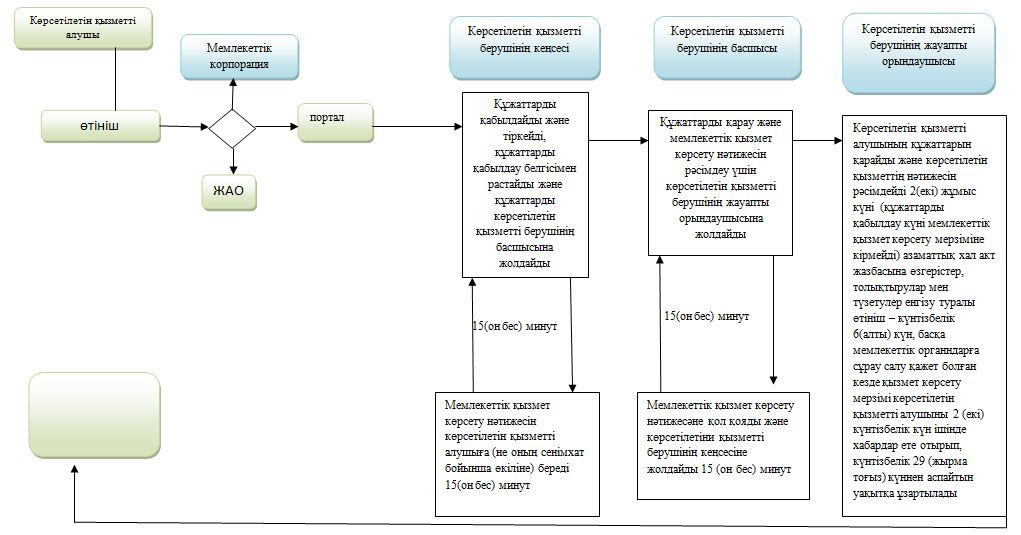 Көрсетілетін қызметті
алушы
Мемлекеттік
корпорация
Көрсетілетін қызметті
берушінің кеңсесі
Көрсетілетін қызметті
берушінің басшысы
Көрсетілетін қызметті
берушінің жауапты
орындаушысы
өтініш
портал
ЖАО
Құжаттарды
қабылдайды және
тіркейді,
құжаттарды
қабылдау белгісімен
растайды және
құжаттарды
көрсетілетін
қызметті берушінің
басшысына
жолдайды
Құжаттарды қарау және
мемлекеттік қызмет
көрсету нәтижесін
рәсімдеу үшін
көрсетілетін қызметті
берушінің жауапты
орындаушысына
жолдайды
Көрсетілетін қызметті
алушының құжаттарын
қарайды және көрсетілетін
қызметтің нәтижесін
рәсімдейді 2(екі) жұмыс
күні (құжаттарды
қабылдау күні мемлекеттік
қызмет көрсету мерзіміне
кірмейді) азаматтық хал акт
жазбасына өзгерістер,
толықтырулар мен
түзетулер енгізу туралы
өтініш – күнтізбелік
6(алты) күн, басқа
мемлекеттік органндарға
сұрау салу қажет болған
кезде қызмет көрсету
мерзімі көрсетілетін
қызметті алушыны 2 (екі)
күнтізбелік күн ішінде
хабардар ете отырып,
күнтізбелік 29 (жырма
тоғыз) күннен аспайтын
уақытқа ұзартылады
15(он бес) минут
15(он бес) минут
Мемлекеттік қызмет
көрсету нәтижесін
көрсетілетін қызметті
алушыға (не оның сенімхат
бойынша өкіліне) береді
15(он бес) минут
Мемлекеттік қызмет көрсету
нәтижесәне қол қояды және
көрсетілетіни қызметті
берушінің кеңсесіне
жолдайды 15 (он бес) минут